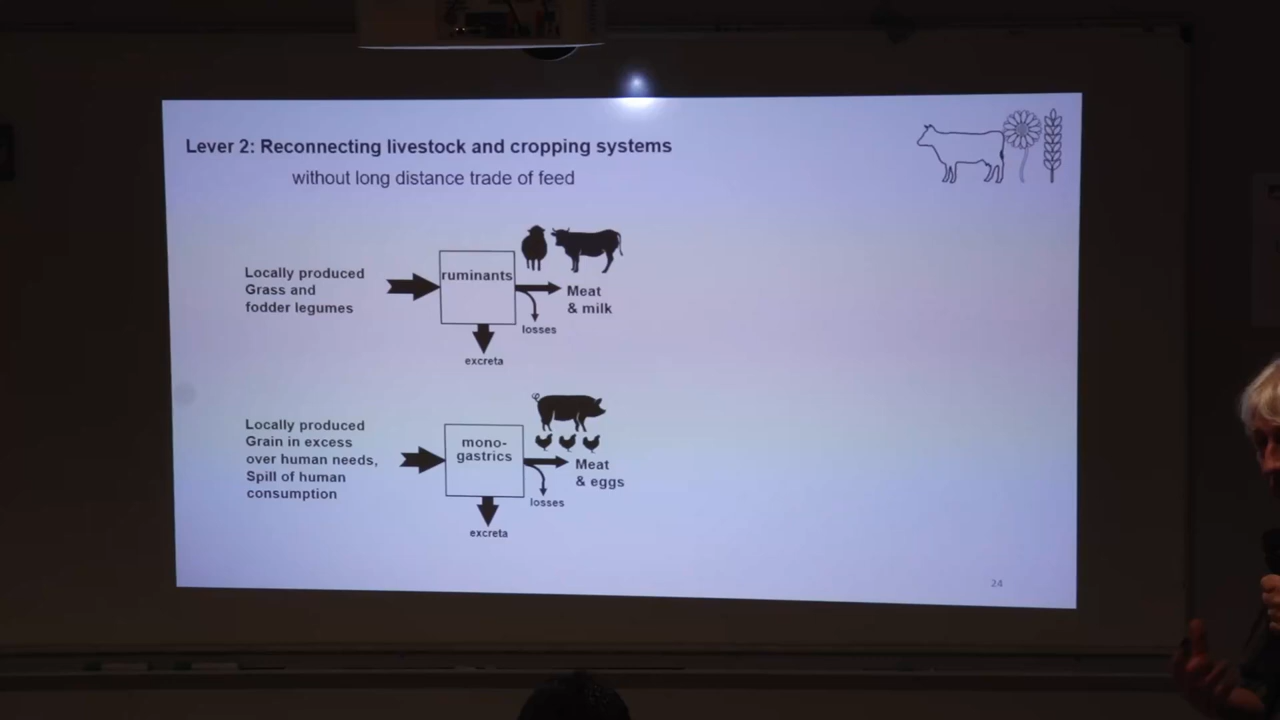 Lever 2: Reconnecting livestock and cropping systems
without long distance trade of feed
Locally produced
Grass and
fodder legumes
ruminants
Meat
& milk
losses
excreta
Locally produced
Grain in excess
over human needs,
Spill of human
consumption
mono-
gastrics
Meat
& eggs
losses
excreta
24